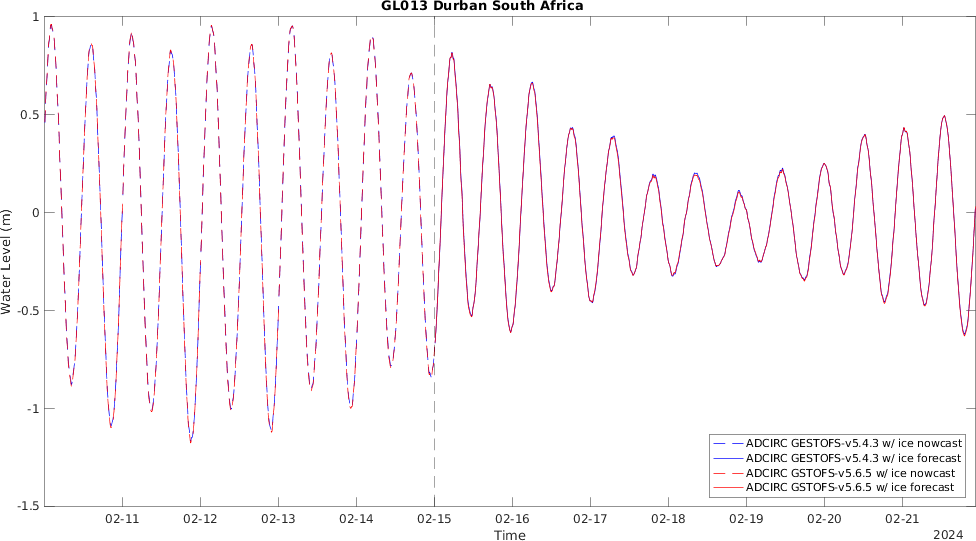 GL013 Durban South Africa
1
0.5
0
-0.5
-1
-1.5
Water Level (m)
ADCIRC GESTOFS-v5.4.3 w/ ice nowcast
ADCIRC GESTOFS-v5.4.3 w/ ice forecast
ADCIRC GSTOFS-v5.6.5 w/ ice nowcast
ADCIRC GSTOFS-v5.6.5 w/ ice forecast
02-11 02-12 02-13 02-14 02-15 02-16 02-17 02-18 02-19 02-20 02-21
Time
2024